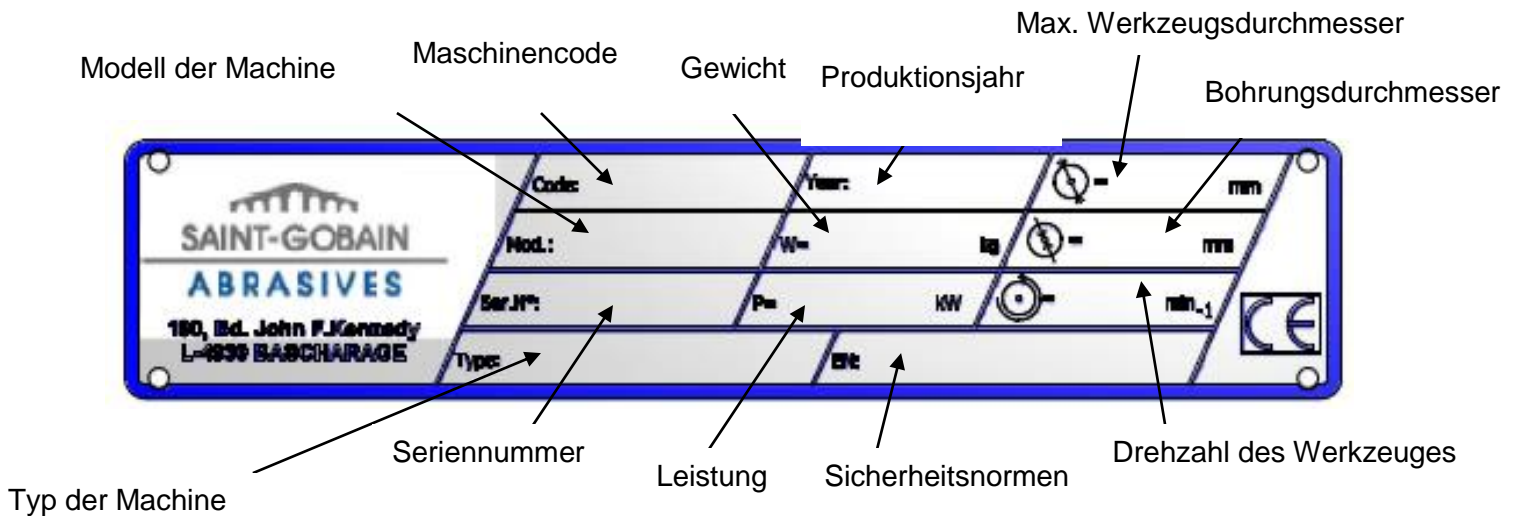 Max. Werkzeugsdurchmesser
Maschinencode
Modell der Machine
Gewicht
Produktionsjahr
Bohrungsdurchmesser
Code: Year: = mm
SAINT-GOBAIN
Mod.: W= kg = mm
ABRASIVES
Ser.N°: P= kW = min-1
190, Bd. John F.Kennedy
L-4930 BASCHARAGE
Type: EN:
CE
Seriennummer
Leistung
Sicherheitsnormen
Drehzahl des Werkzeuges
Typ der Machine